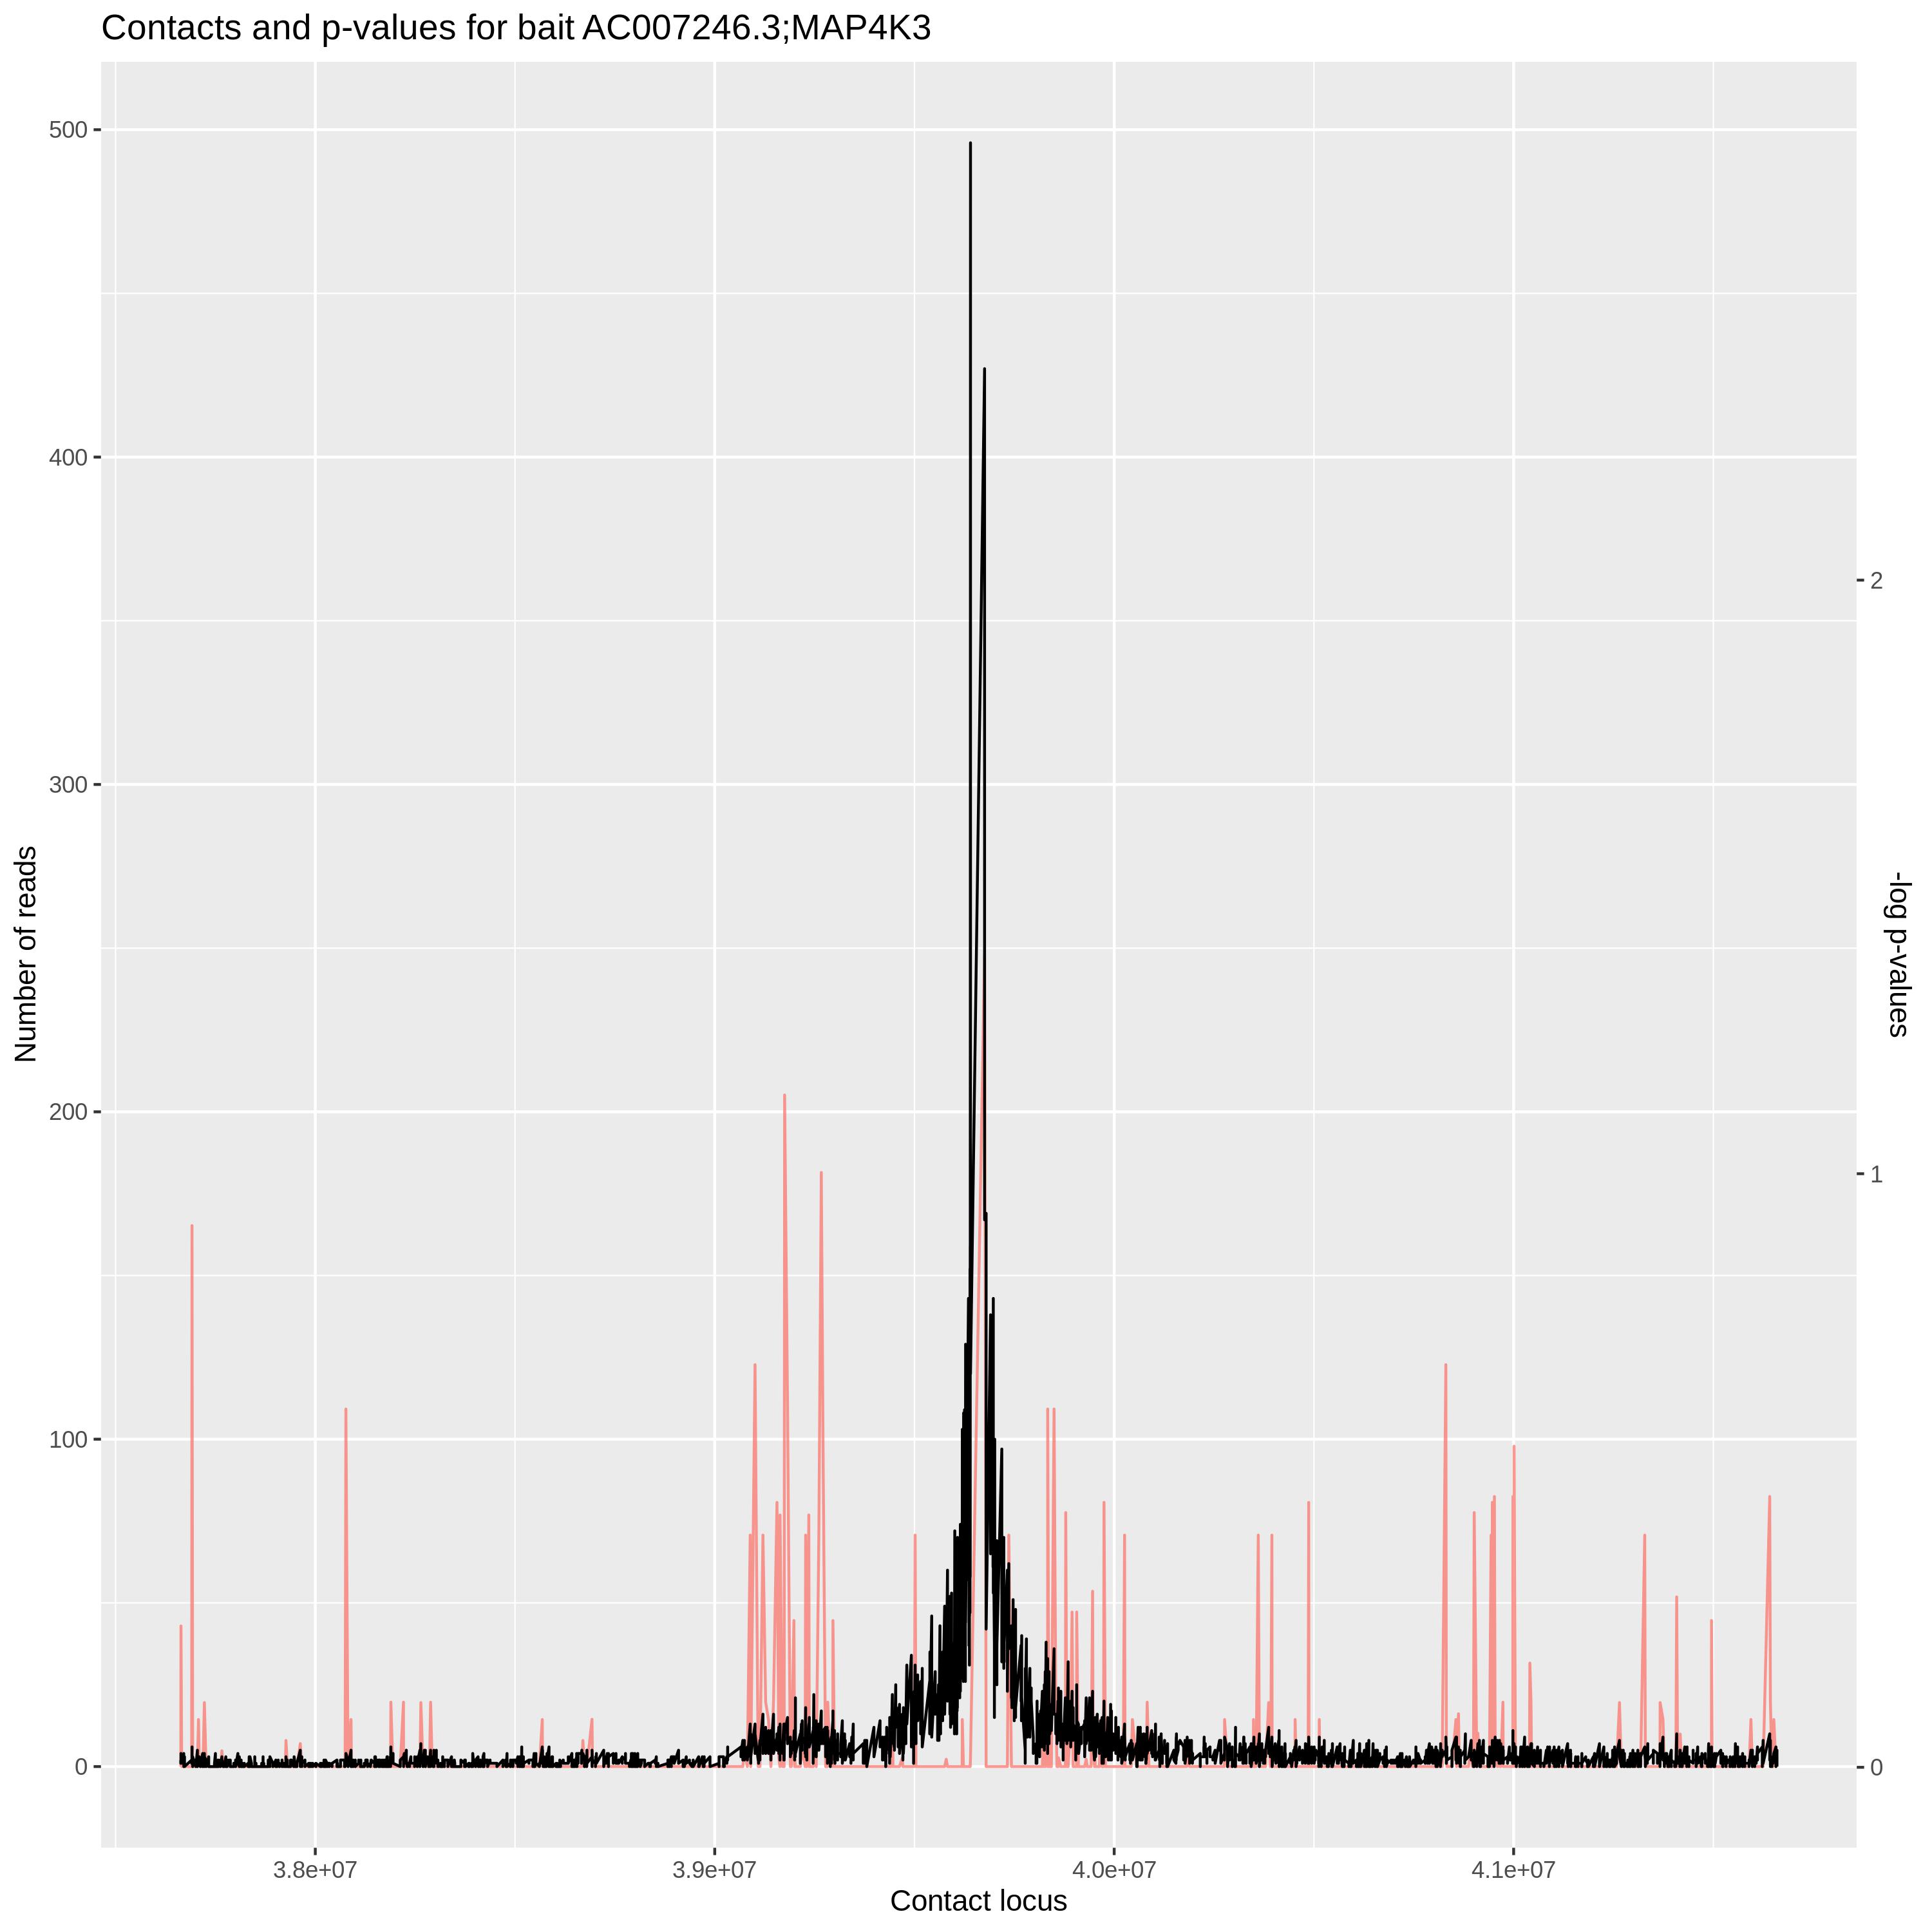 Contacts and p-values for bait AC007246.3;MAP4K3
500
400
300
200
100
0
Number of reads
2
1
0
-log p-values
3.8e+07
3.9e+07
4.0e+07
4.1e+07
Contact locus